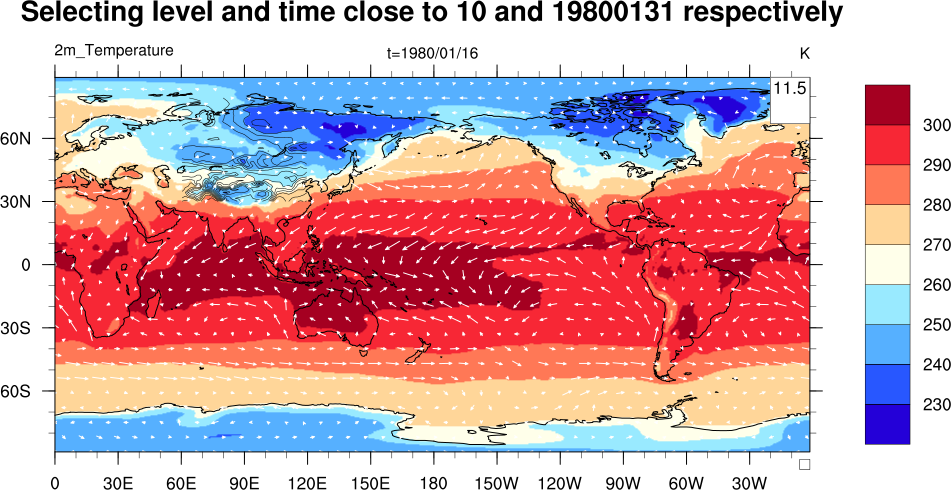 Selecting level and time close to 10 and 19800131 respectively
2m_Temperature t=1980/01/16 K
11.5
60N
30N
0
30S
60S
0 30E 60E 90E 120E 150E 180 150W 120W 90W 60W 30W
300
290
280
270
260
250
240
230